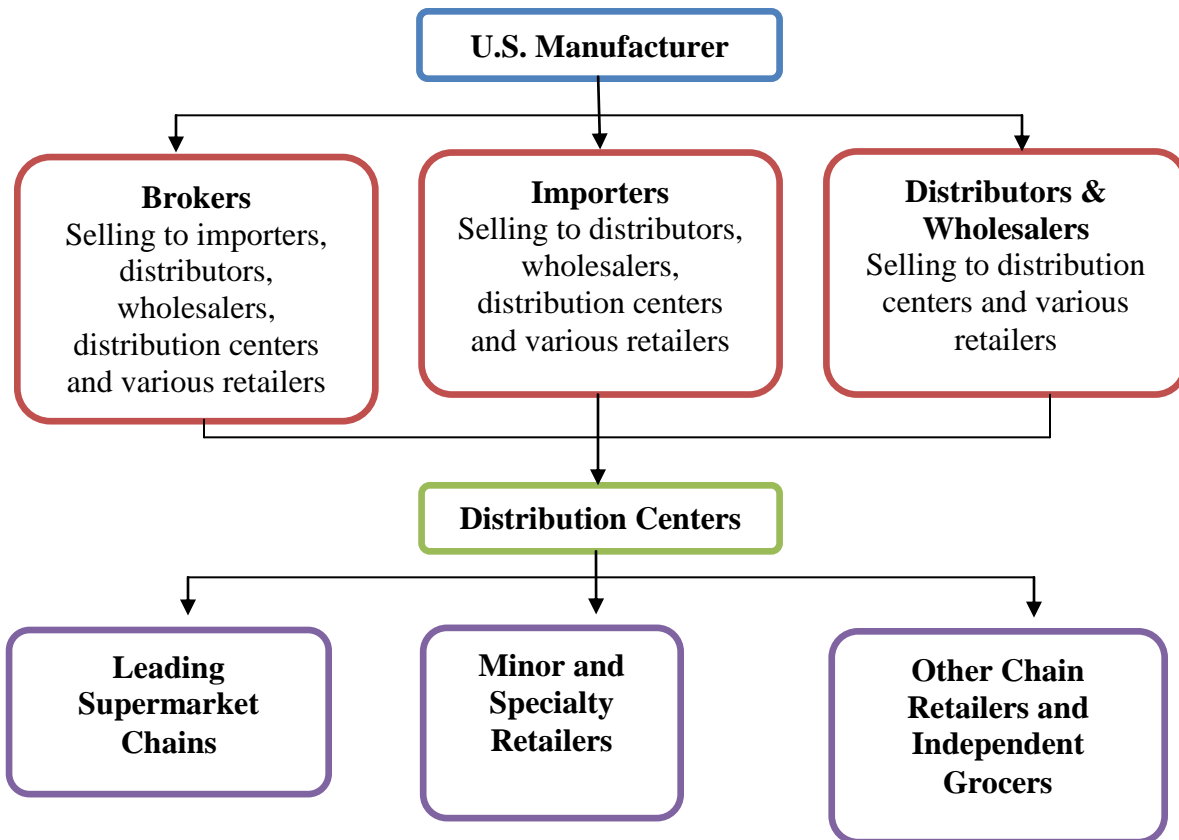 U.S. Manufacturer
Brokers
Selling to importers,
distributors,
wholesalers,
distribution centers
and various retailers
Importers
Selling to distributors,
wholesalers,
distribution centers
and various retailers
Distributors &
Wholesalers
Selling to distribution
centers and various
retailers
Distribution Centers
Leading
Supermarket
Chains
Minor and
Specialty
Retailers
Other Chain
Retailers and
Independent
Grocers